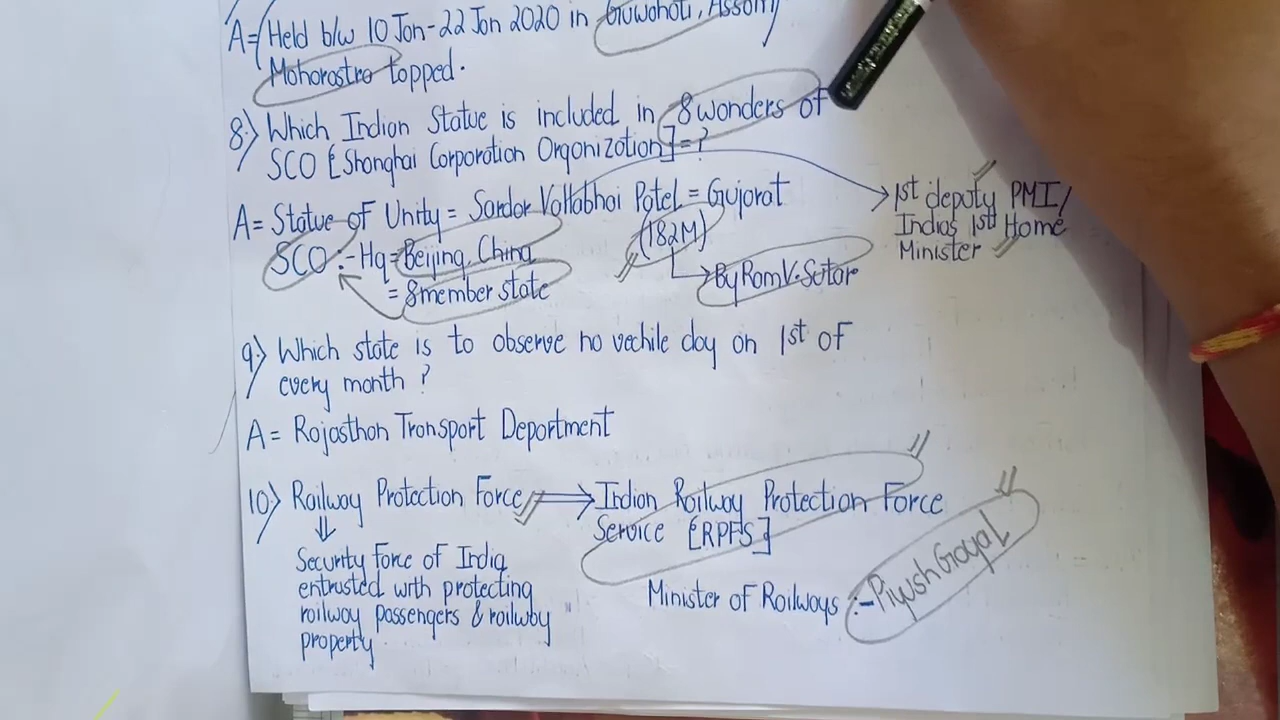 A= Held b/w 10 Jan-22 Jan 2020 in Guwahati, Assam
Maharastra topped.
8) Which Indian Statue is included in 8 wonders of
SCO [Shanghai Corporation Organization] = ?
A= Statue of Unity = Sardar Vallabhai Patel = Gujarat
(182M)
By Ram V. Sutar
1st deputy PMI/
Indias 1st Home
Minister
SCO :- Hq = Beijing, China
= 8 member state
9) Which state is to observe no vechile day on 1st of
every month ?
A = Rajasthan Transport Department
10) Railway Protection Force ⇒ Indian Railway Protection Force
Service [RPFS]
Security force of India
entrusted with protecting
railway passengers & railway
property
Minister of Railways :- Piyush Goyal